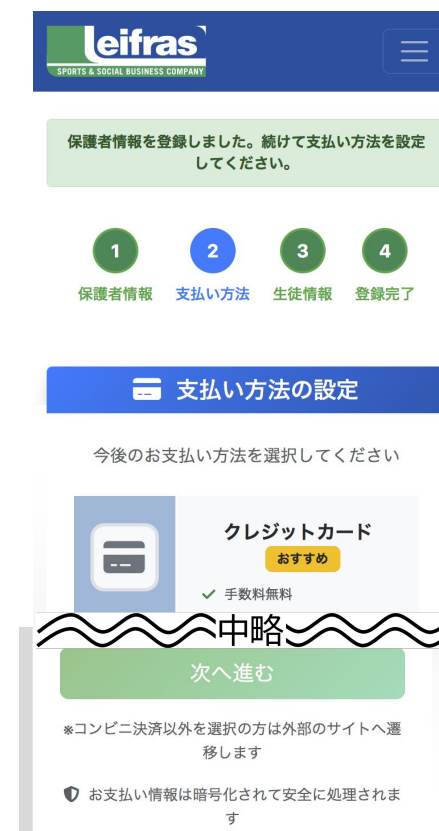 Leifras
SPORTS & SOCIAL BUSINESS COMPANY
保護者情報を登録しました。続けて支払い方法を設定
してください。
1 2 3 4
保護者情報 支払い方法 生徒情報 登録完了
支払い方法の設定
今後のお支払い方法を選択してください
クレジットカード
おすすめ
✓ 手数料無料
中略
次へ進む
※コンビニ決済以外を選択の方は外部のサイトへ遷
移します
お支払い情報は暗号化されて安全に処理されま
す